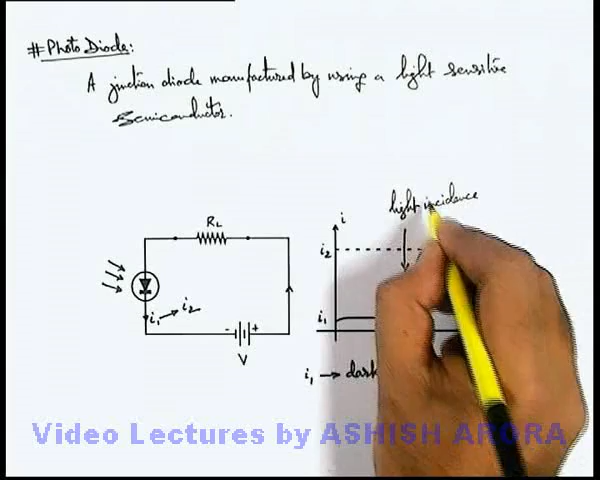 # Photo Diode:
A junction diode manufactured by using a light sensitive
semiconductor.
light incidence
RL
i
i2
i1 → i2
i1
- +
V
i1 → dark
Video Lectures by ASHISH ARORA